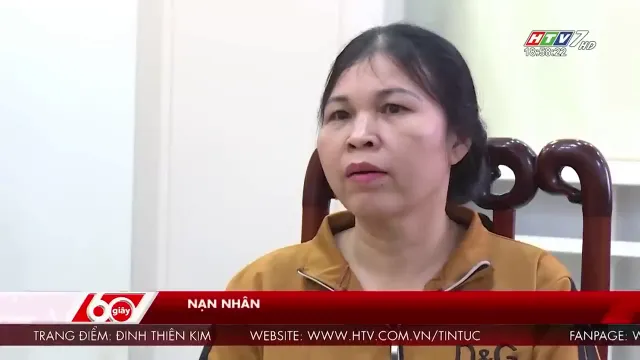 HTV7 HD
18:58:22
NẠN NHÂN
60 giây
TRANG ĐIỂM: ĐINH THIÊN KIM WEBSITE: WWW.HTV.COM.VN/TINTUC FANPAGE: W
D&G